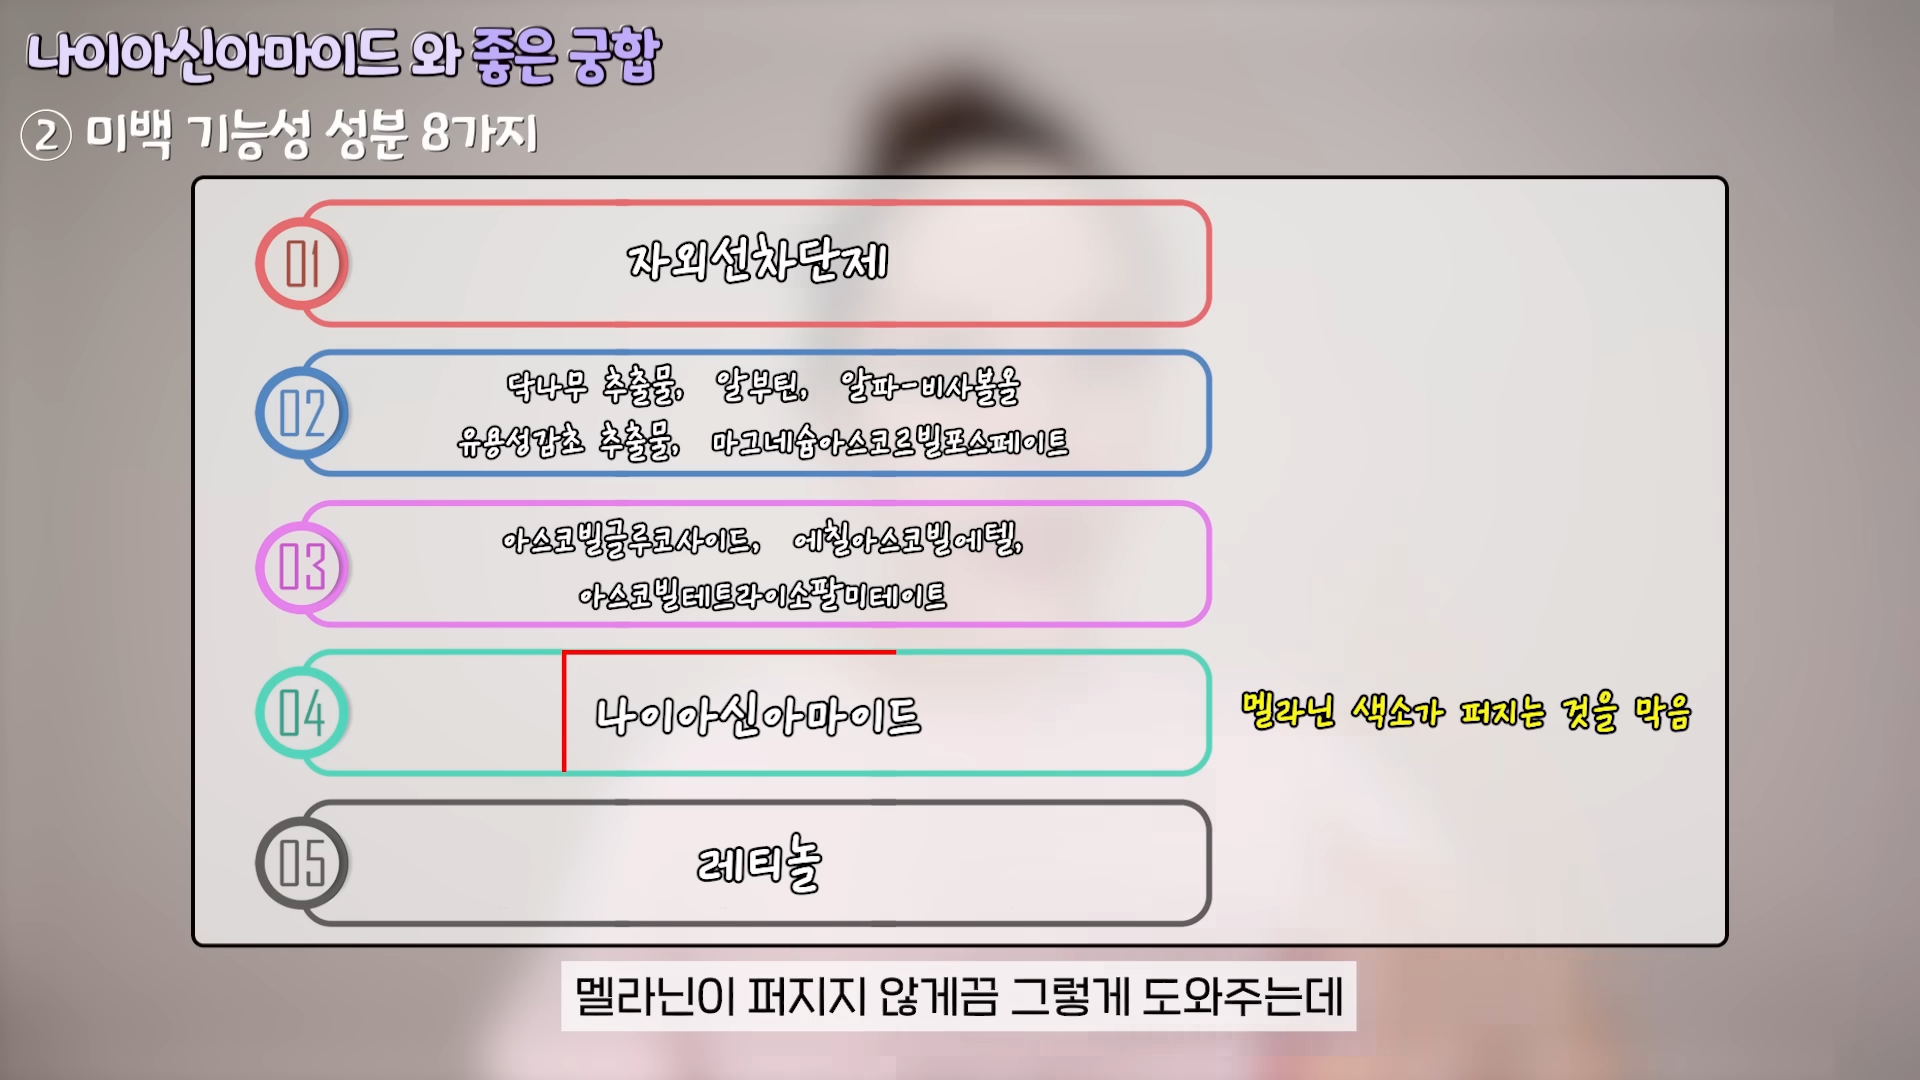 나이아신아마이드 와 좋은 궁합
② 미백 기능성 성분 8가지
01
자외선차단제
02
닥나무 추출물, 알부틴, 알파-비사볼올
유용성감초 추출물, 마그네슘아스코르빌포스페이트
03
아스코빌글루코사이드, 에칠아스코빌에텔,
아스코빌테트라이소팔미테이트
04
나이아신아마이드
멜라닌 색소가 퍼지는 것을 막음
05
레티놀
멜라닌이 퍼지지 않게끔 그렇게 도와주는데